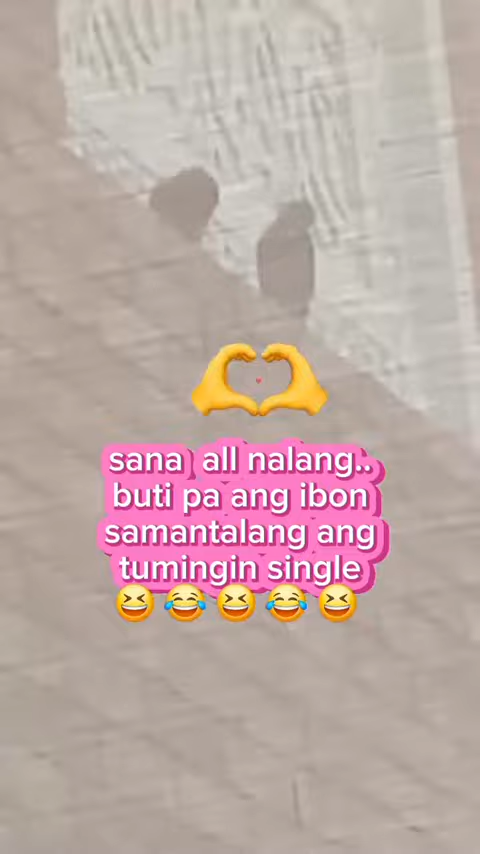 sana all nalang..
buti pa ang ibon
samantalang ang
tumingin single
😆😂😆😂😆